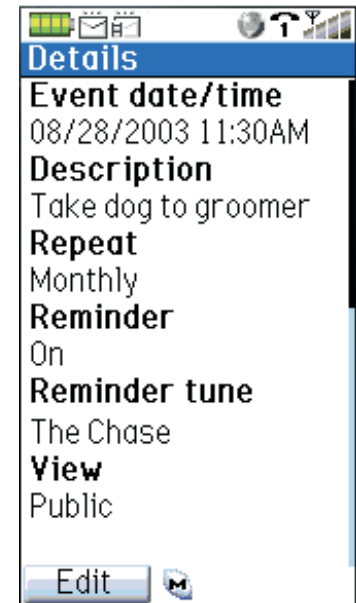 Details
Event date/time
08/28/2003 11:30AM
Description
Take dog to groomer
Repeat
Monthly
Reminder
On
Reminder tune
The Chase
View
Public
Edit M